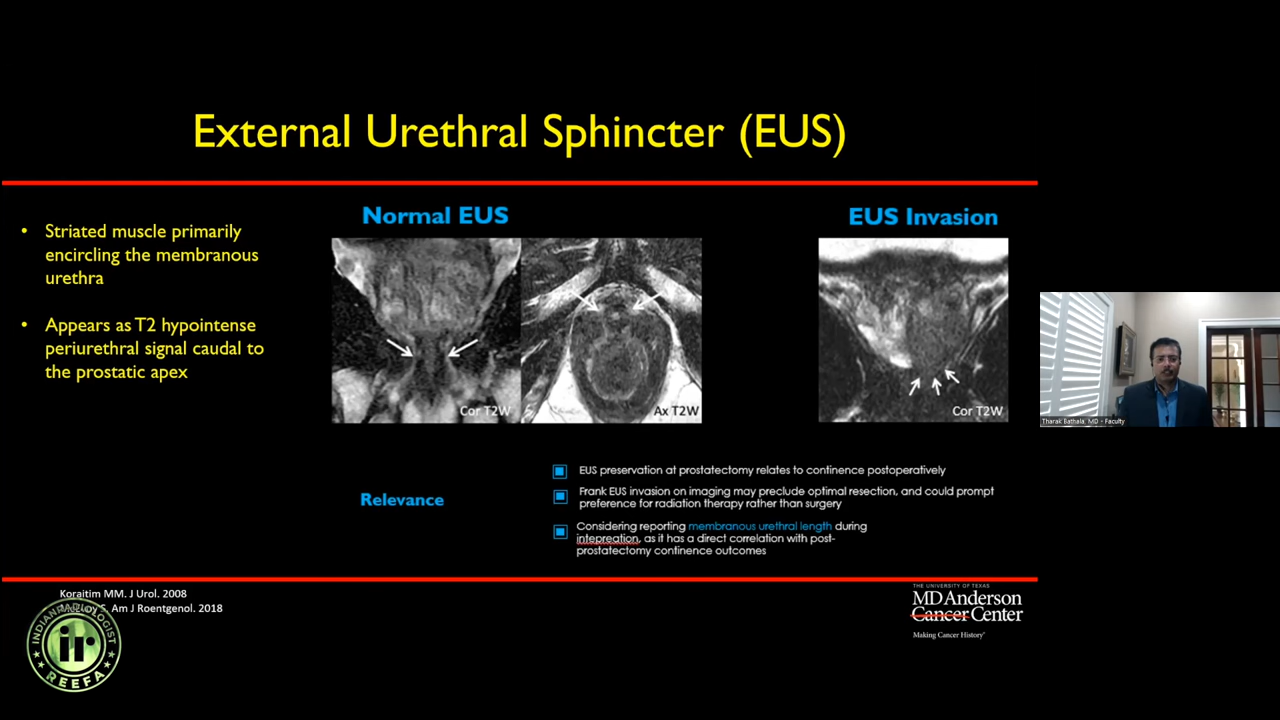 External Urethral Sphincter (EUS)
• Striated muscle primarily
encircling the membranous
urethra
• Appears as T2 hypointense
periurethral signal caudal to
the prostatic apex
Normal EUS
Cor T2W
Ax T2W
EUS Invasion
Cor T2W
Relevance
EUS preservation at prostatectomy relates to continence postoperatively
Frank EUS invasion on imaging may preclude optimal resection, and could prompt
preference for radiation therapy rather than surgery
Considering reporting membranous urethral length during
intepreation, as it has a direct correlation with post-
prostatectomy continence outcomes
Koraitim MM. J Urol. 2008
S. Am J Roentgenol. 2018
INDIAN RADIOLOGIST
ir
REEFA
THE UNIVERSITY OF TEXAS
MD Anderson
Cancer Center
Making Cancer History®
Tharak Bathala, MD - Faculty